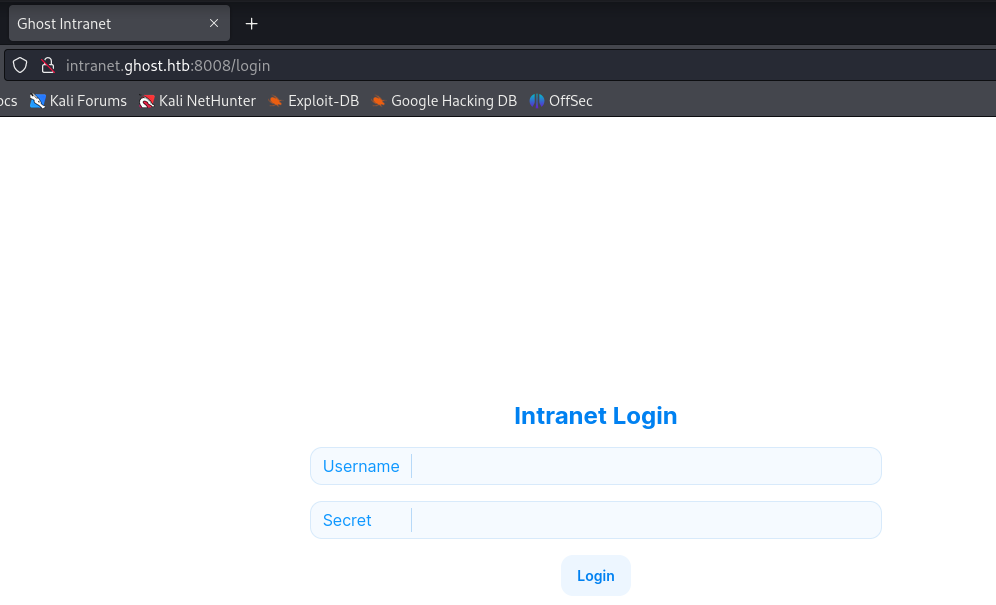 Ghost Intranet
intranet.ghost.htb:8008/login
ocs Kali Forums Kali NetHunter Exploit-DB Google Hacking DB OffSec
Intranet Login
Username
Secret
Login